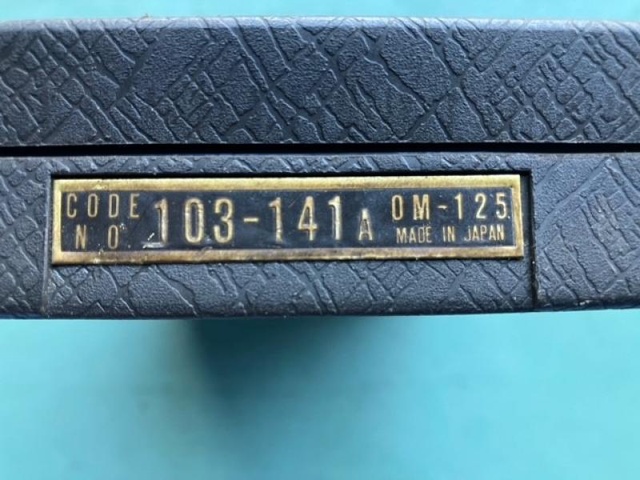 CODE NO. 103-141A OM-125
MADE IN JAPAN